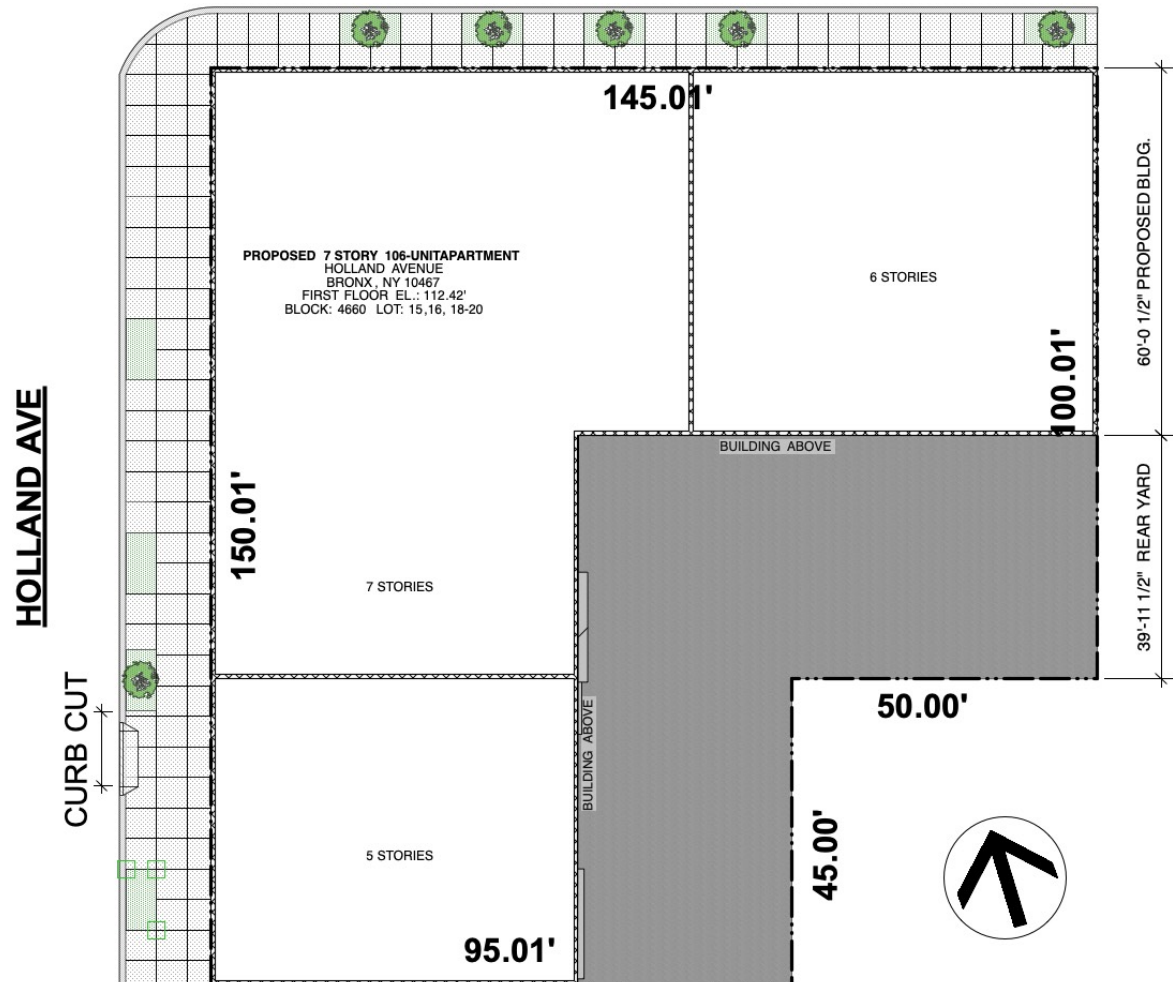 145.01'
PROPOSED 7 STORY 106-UNITAPARTMENT
HOLLAND AVENUE
BRONX, NY 10467
FIRST FLOOR EL.: 112.42'
BLOCK: 4660 LOT: 15,16, 18-20
6 STORIES
60'-0 1/2" PROPOSED BLDG.
100.01'
HOLLAND AVE
BUILDING ABOVE
150.01'
39'-11 1/2" REAR YARD
7 STORIES
50.00'
CURB CUT
BUILDING ABOVE
45.00'
5 STORIES
95.01'